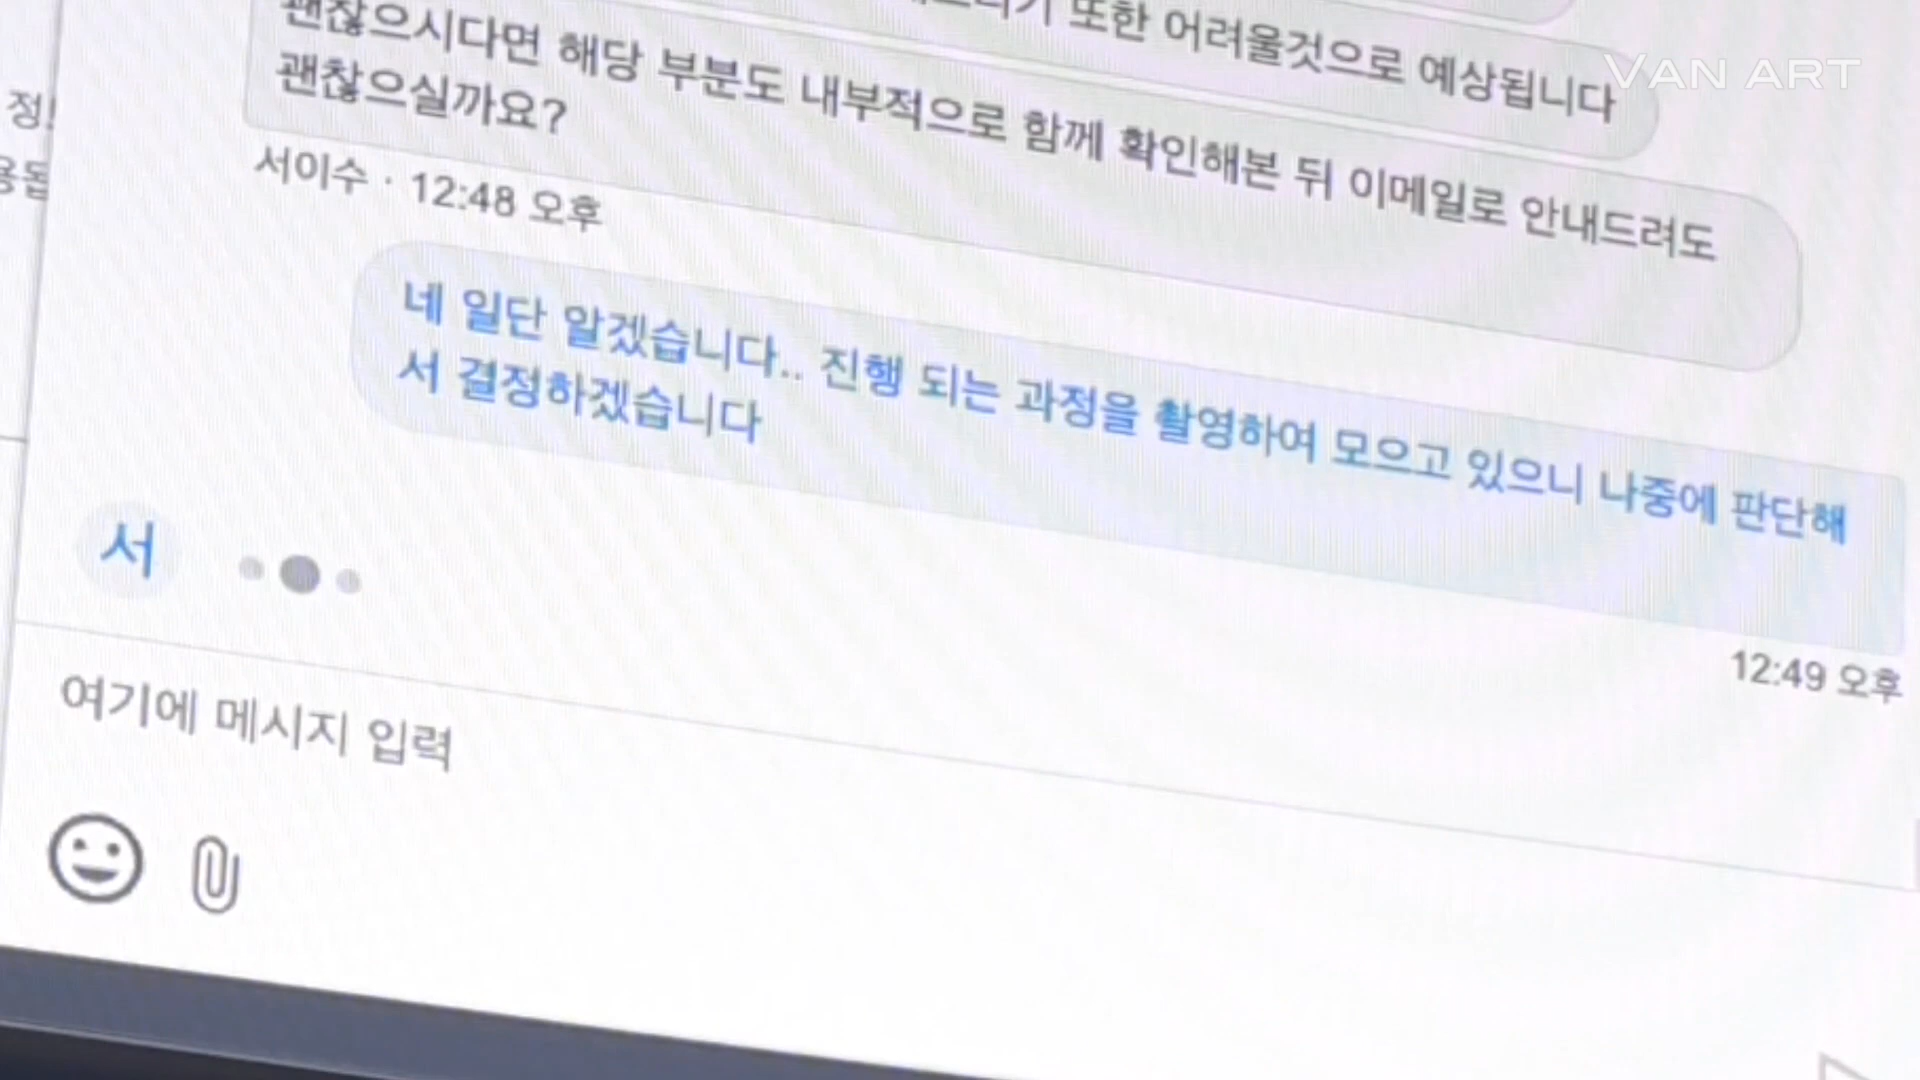 또한 어려울것으로 예상됩니다
VAN ART
괜찮으시다면 해당 부분도 내부적으로 함께 확인해본 뒤 이메일로 안내드려도
괜찮으실까요?
서이수 · 12:48 오후
네 일단 알겠습니다.. 진행 되는 과정을 촬영하여 모으고 있으니 나중에 판단해
서 결정하겠습니다
12:49 오후
서
여기에 메시지 입력